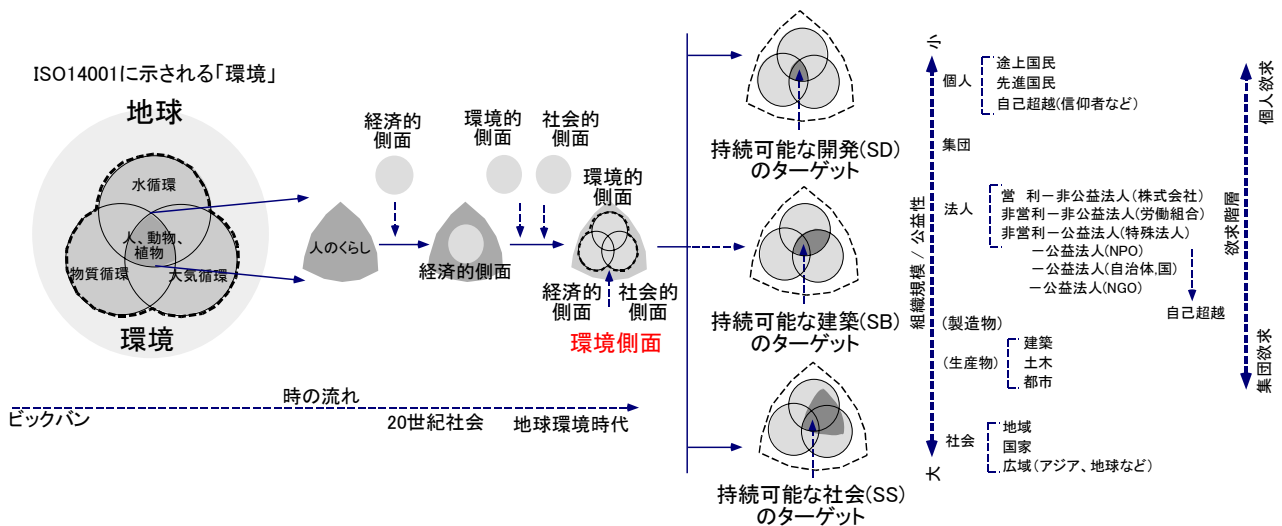 ISO14001に示される「環境」
地球
水循環
人、動物、
植物
物質循環
大気循環
環境
人のくらし
経済的
側面
経済的側面
環境的
側面
社会的
側面
環境的
側面
経済的
側面
社会的
側面
環境側面
時の流れ
ビックバン
20世紀社会
地球環境時代
持続可能な開発(SD)
のターゲット
持続可能な建築(SB)
のターゲット
持続可能な社会(SS)
のターゲット
小
組織規模 / 公益性
大
個人
途上国民
先進国民
自己超越(信仰者など)
集団
法人
営 利－非公益法人(株式会社)
非営利－非公益法人(労働組合)
非営利－公益法人(特殊法人)
－公益法人(NPO)
－公益法人(自治体,国)
－公益法人(NGO)
自己超越
(製造物)
(生産物)
建築
土木
都市
社会
地域
国家
広域(アジア、地球など)
個人欲求
欲求階層
集団欲求